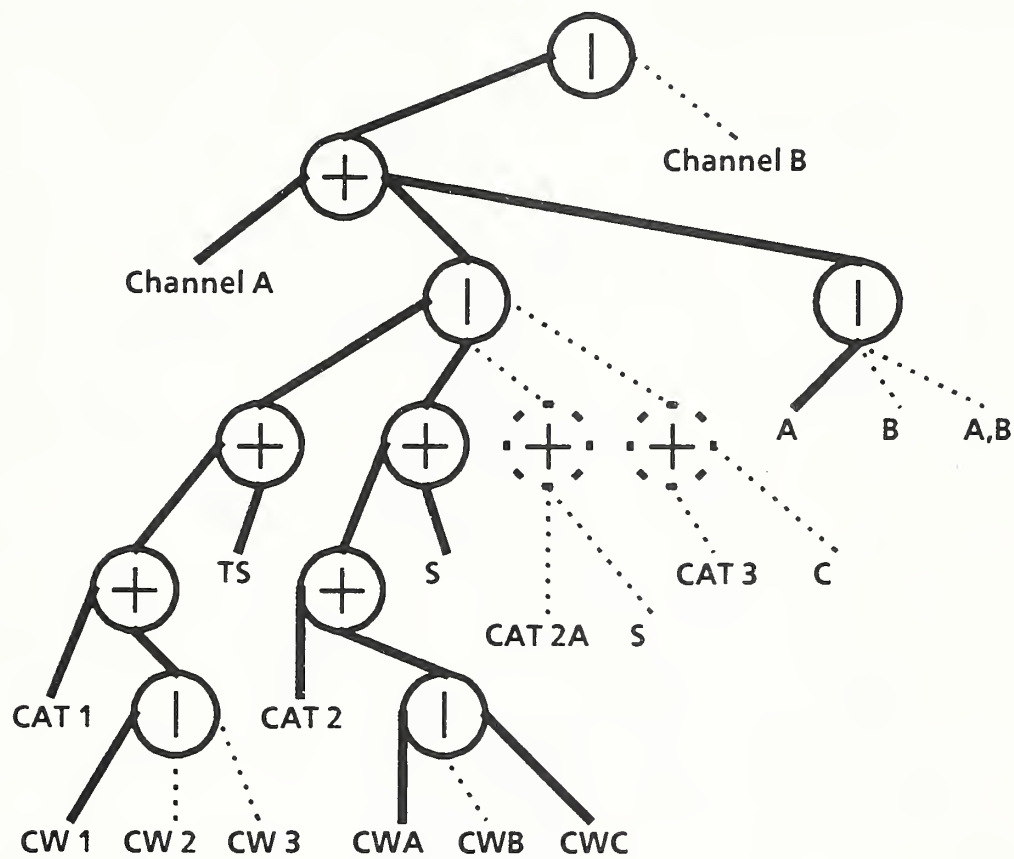 |
Channel B
+
Channel A
|
|
A B A,B
+ + + +
TS S CAT 3 C
+ +
CAT 2A S
CAT 1 | CAT 2 |
CW 1 CW 2 CW 3 CWA CWB CWC